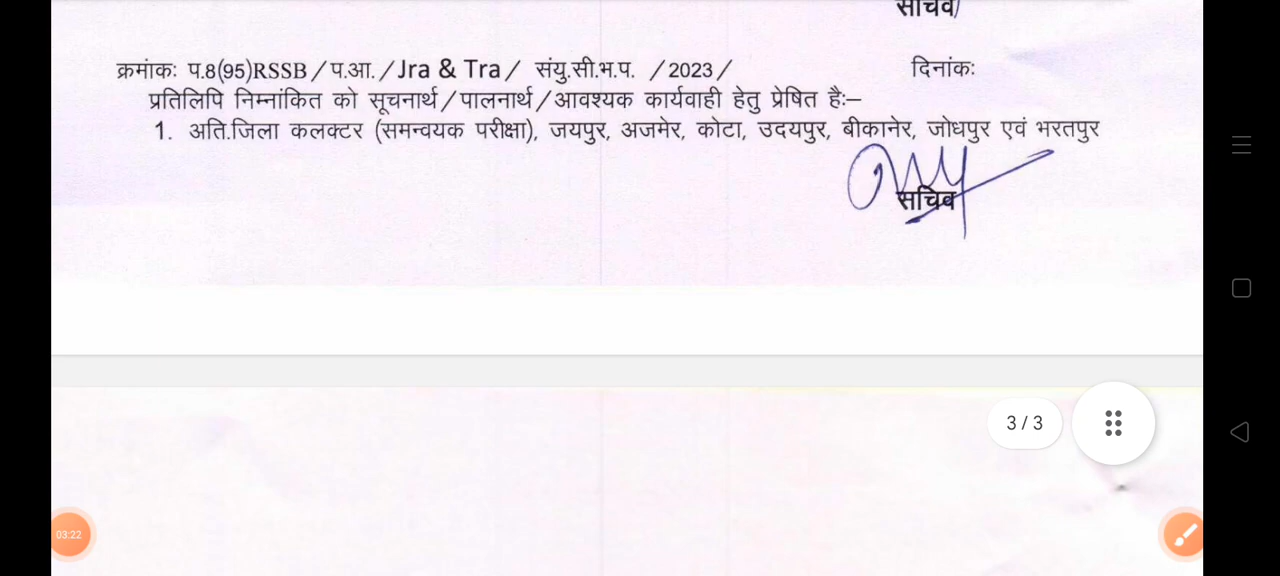 सचिव
क्रमांकः प.8(95)RSSB/प.आ./Jra & Tra/ संयु.सी.भ.प. /2023/ दिनांकः
प्रतिलिपि निम्नांकित को सूचनार्थ/पालनार्थ/आवश्यक कार्यवाही हेतु प्रेषित हैः–
1. अति.जिला कलक्टर (समन्वयक परीक्षा), जयपुर, अजमेर, कोटा, उदयपुर, बीकानेर, जोधपुर एवं भरतपुर
सचिव
3 / 3
03:22